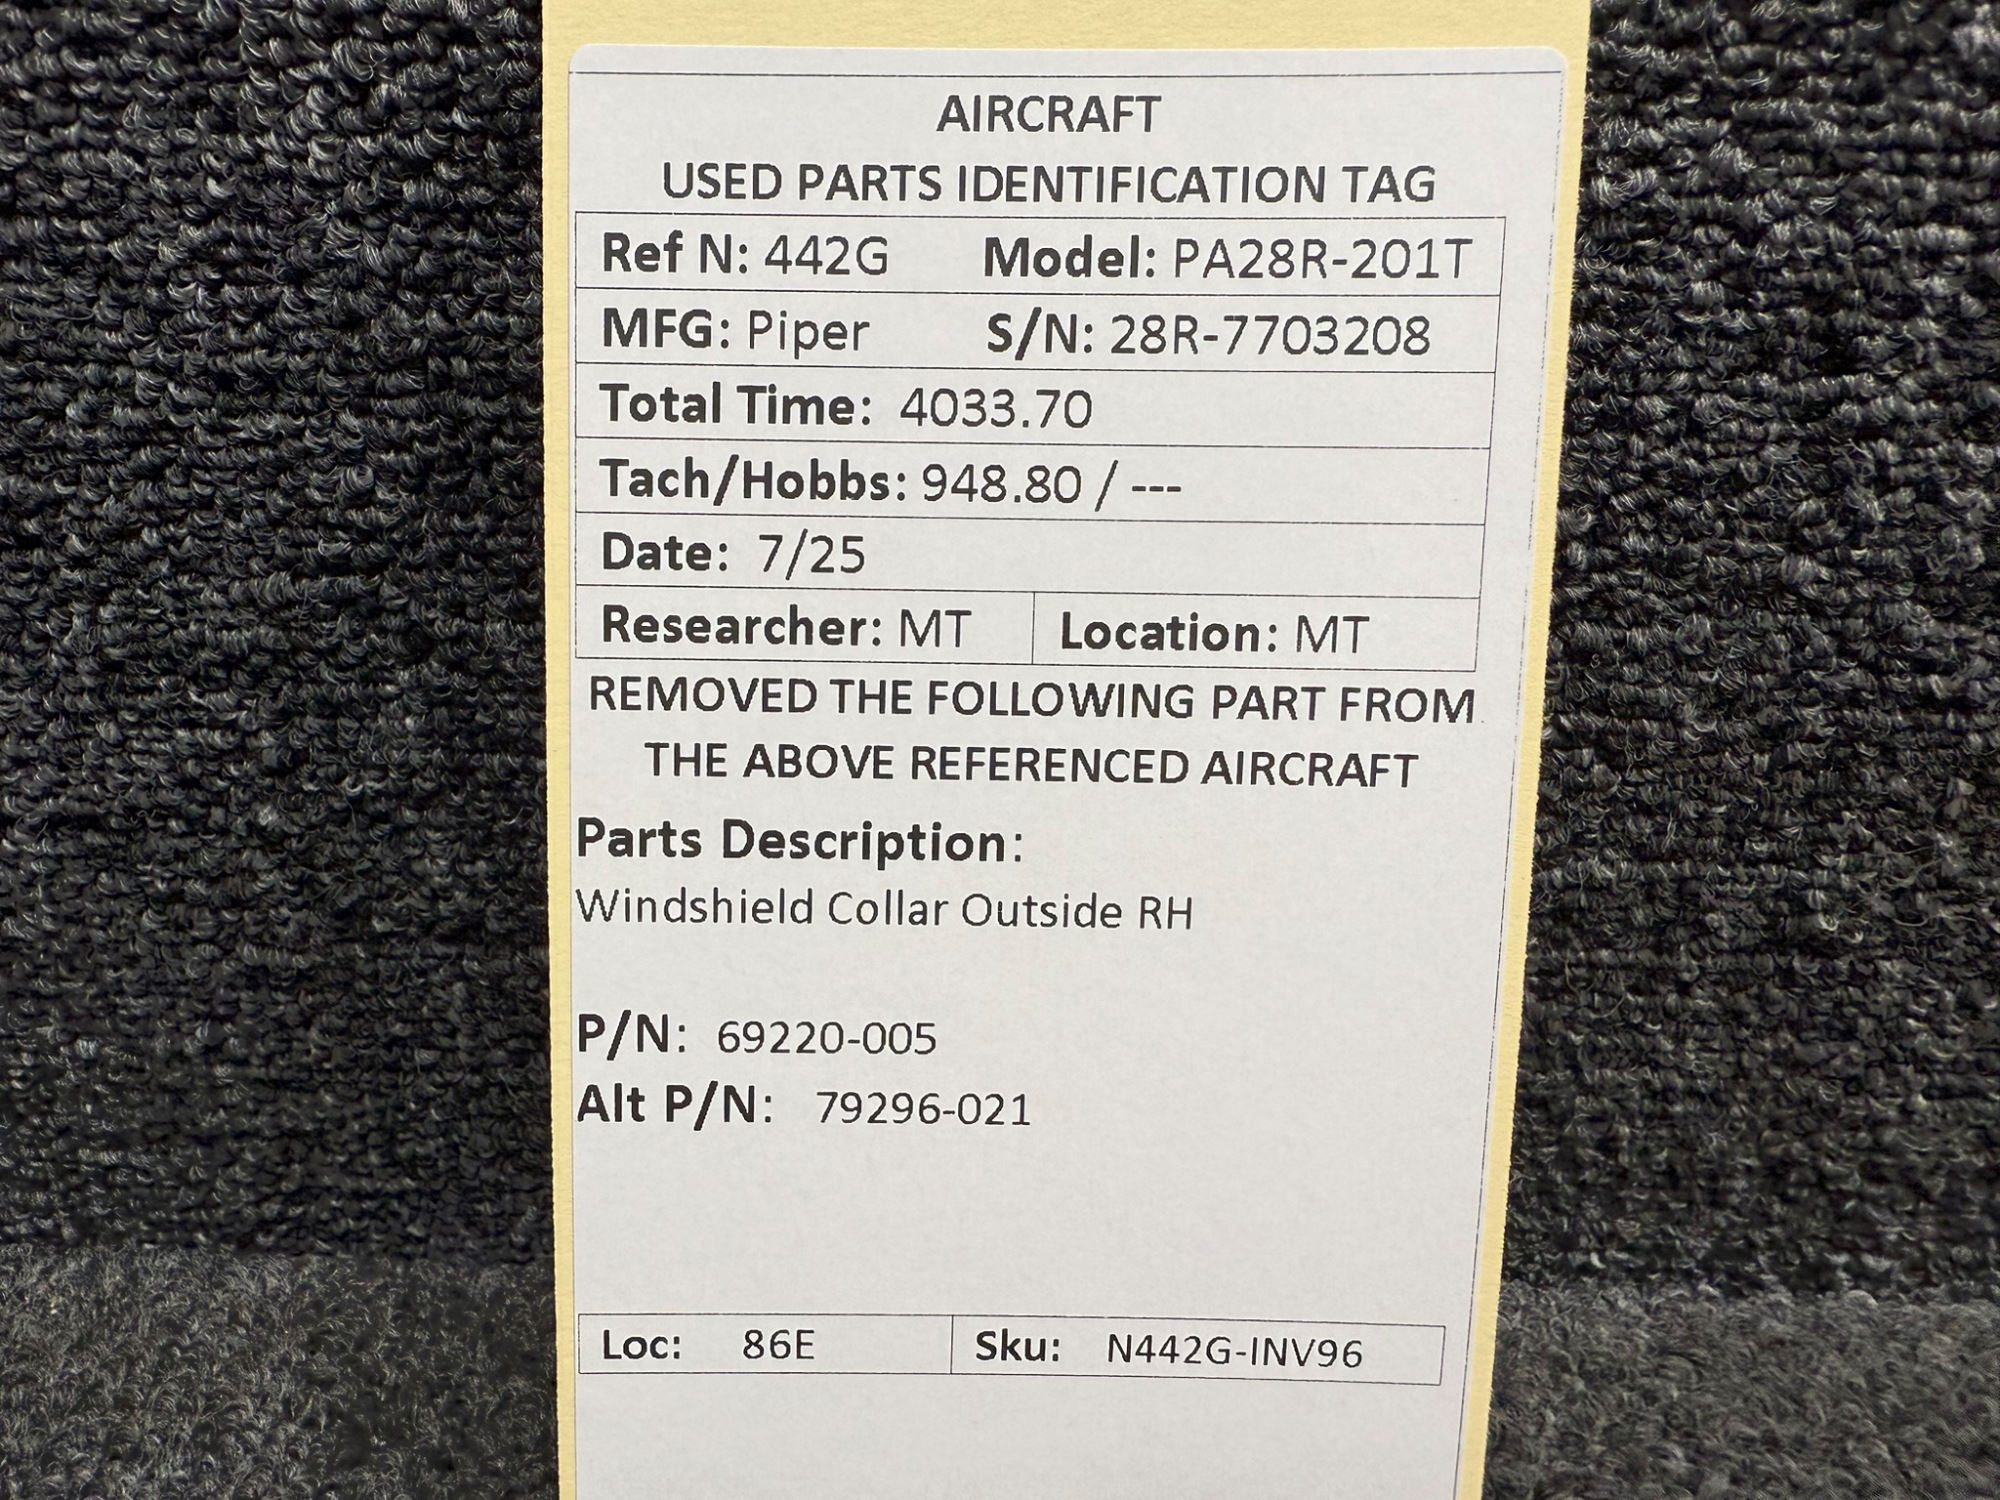 AIRCRAFT
USED PARTS IDENTIFICATION TAG
Ref N: 442G Model: PA28R-201T
MFG: Piper S/N: 28R-7703208
Total Time: 4033.70
Tach/Hobbs: 948.80 / ---
Date: 7/25
Researcher: MT Location: MT
REMOVED THE FOLLOWING PART FROM
THE ABOVE REFERENCED AIRCRAFT
Parts Description:
Windshield Collar Outside RH
P/N: 69220-005
Alt P/N: 79296-021
Loc: 86E Sku: N442G-INV96